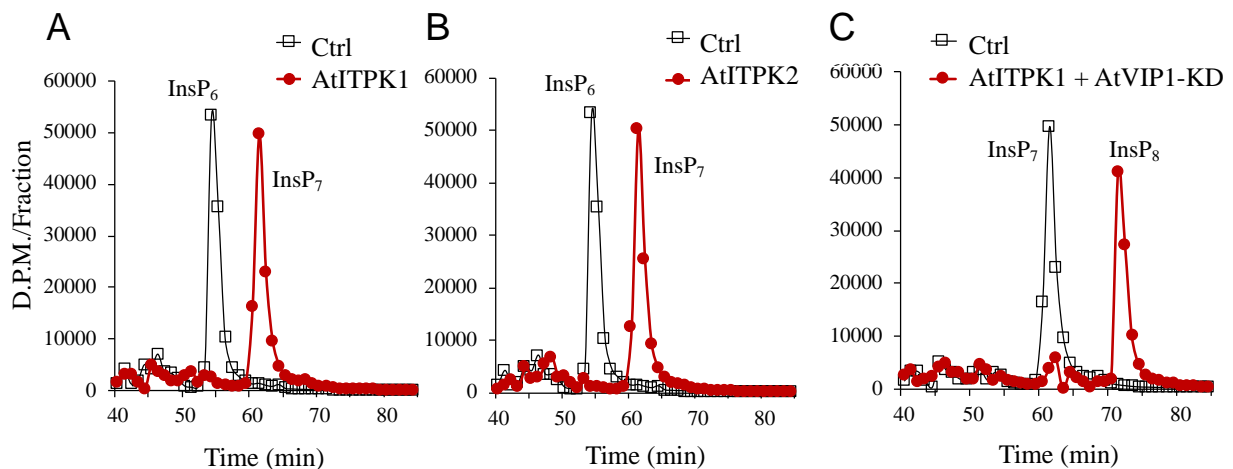 A
Ctrl
AtITPK1
InsP6
InsP7
D.P.M./Fraction
60000
50000
40000
30000
20000
10000
0
40 50 60 70 80
Time (min)
B
Ctrl
AtITPK2
InsP6
InsP7
60000
50000
40000
30000
20000
10000
0
40 50 60 70 80
Time (min)
C
Ctrl
AtITPK1 + AtVIP1-KD
InsP7
InsP8
60000
50000
40000
30000
20000
10000
0
40 50 60 70 80
Time (min)